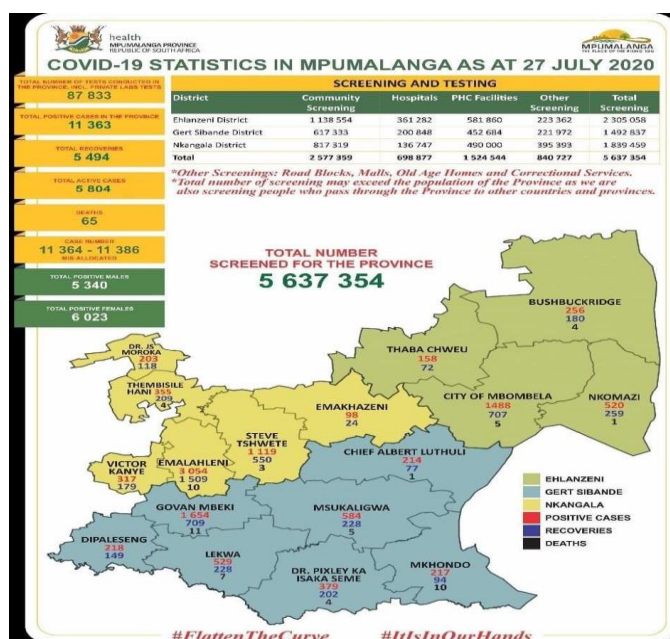 health
MPUMALANGA PROVINCE
REPUBLIC OF SOUTH AFRICA
MPUMALANGA
THE PLACE OF THE RISING SUN
COVID-19 STATISTICS IN MPUMALANGA AS AT 27 JULY 2020
TOTAL NUMBER OF TESTS CONDUCTED IN
THE PROVINCE, INCL. PRIVATE LABS TESTS
87 833
TOTAL POSITIVE CASES IN THE PROVINCE
11 363
TOTAL RECOVERIES
5 494
TOTAL ACTIVE CASES
5 804
DEATHS
65
CASE NUMBER
11 364 - 11 386
MIS-ALLOCATED
TOTAL POSITIVE MALES
5 340
TOTAL POSITIVE FEMALES
6 023
SCREENING AND TESTING
District Community Screening Hospitals PHC Facilities Other Screening Total Screening
Ehlanzeni District 1 138 554 361 282 581 860 223 362 2 305 058
Gert Sibande District 617 333 200 848 452 684 221 972 1 492 837
Nkangala District 817 319 136 747 490 000 395 393 1 839 459
Total 2 577 359 698 877 1 524 544 840 727 5 637 354
*Other Screenings: Road Blocks, Malls, Old Age Homes and Correctional Services.
*Total number of screening may exceed the population of the Province as we are
also screening people who pass through the Province to other countries and provinces.
TOTAL NUMBER
SCREENED FOR THE PROVINCE
5 637 354
BUSHBUCKRIDGE
256
180
4
THABA CHWEU
158
72
CITY OF MBOMBELA
1488
707
5
NKOMAZI
520
259
1
DR. JS
MOROKA
203
118
THEMBISILE
HANI 355
209
4
EMAKHAZENI
98
24
STEVE
TSHWETE
1 119
550
3
VICTOR
KANYE
317
179
EMALAHLENI
3 054
1 509
10
CHIEF ALBERT LUTHULI
214
77
1
GOVAN MBEKI
1 654
709
11
MSUKALIGWA
584
228
5
DIPALESENG
218
149
LEKWA
529
228
7
DR. PIXLEY KA
ISAKA SEME
379
202
4
MKHONDO
217
94
10
EHLANZENI
GERT SIBANDE
NKANGALA
POSITIVE CASES
RECOVERIES
DEATHS
#FlattenTheCurve #ItIsInOurHands